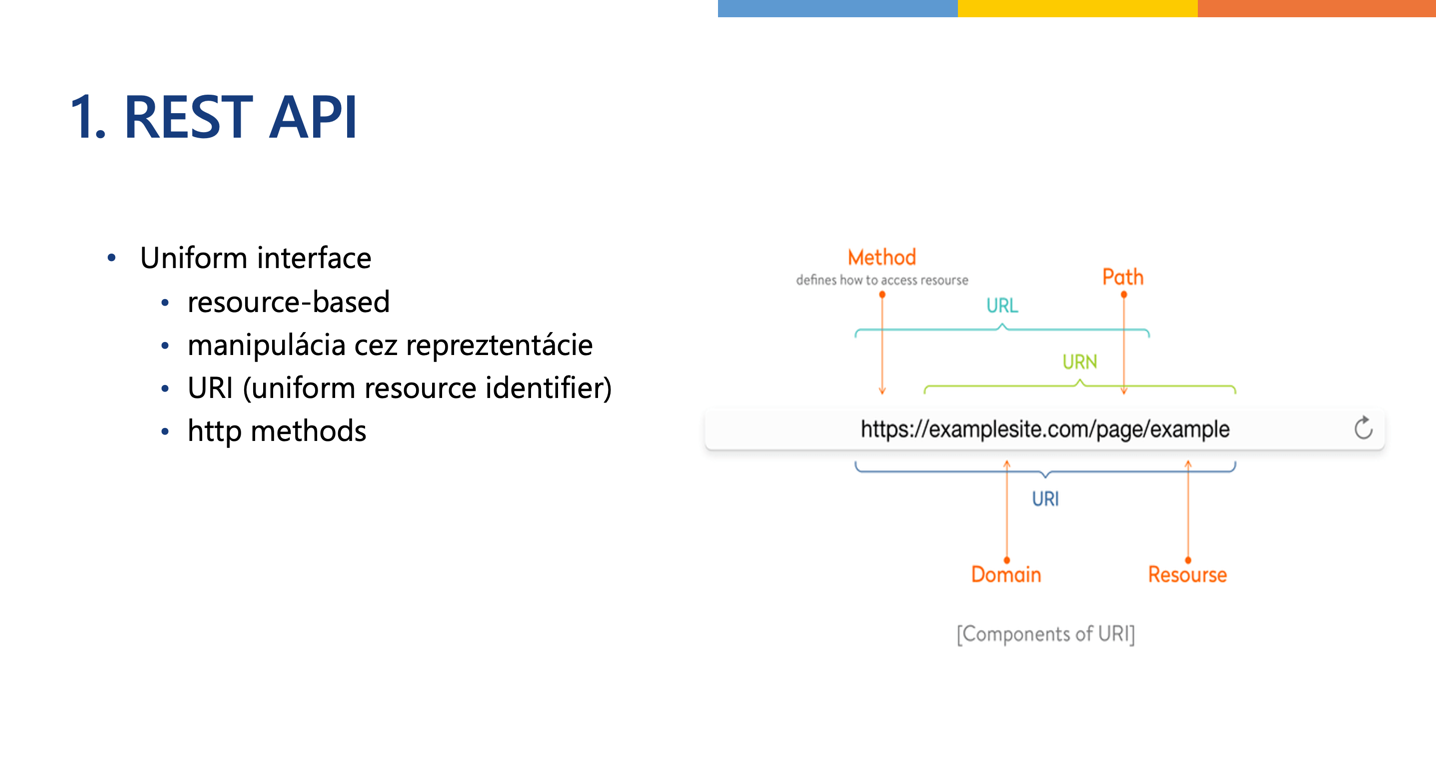 1. REST API
• Uniform interface
• resource-based
• manipulácia cez repreztentácie
• URI (uniform resource identifier)
• http methods
Method
defines how to access resourse
Path
URL
URN
https://examplesite.com/page/example
URI
Domain
Resourse
[Components of URI]